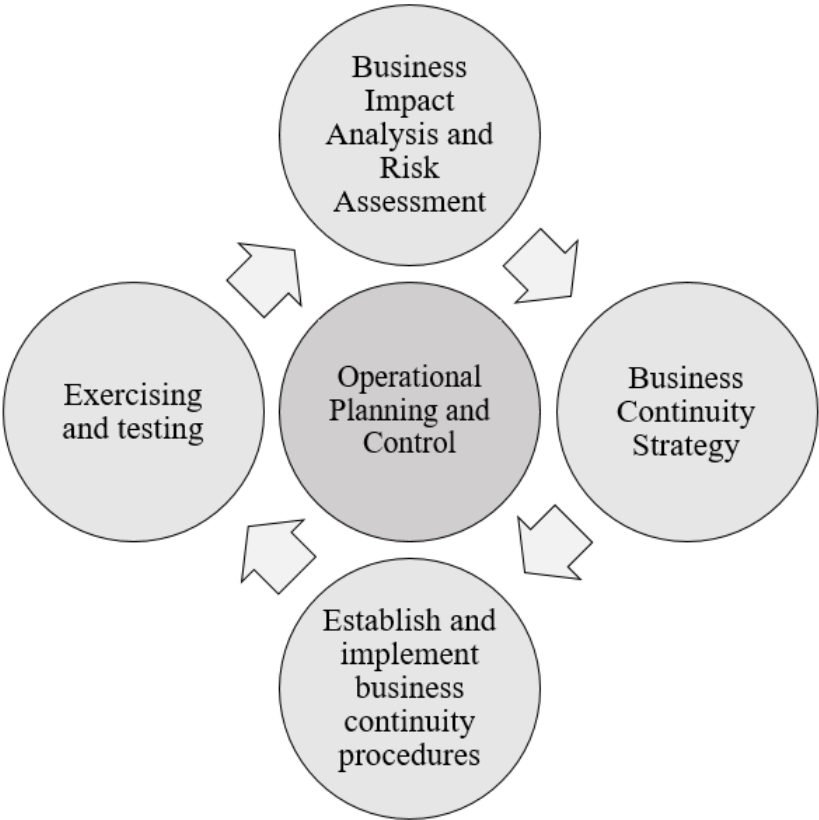 Business
Impact
Analysis and
Risk
Assessment
Exercising
and testing
Operational
Planning and
Control
Business
Continuity
Strategy
Establish and
implement
business
continuity
procedures